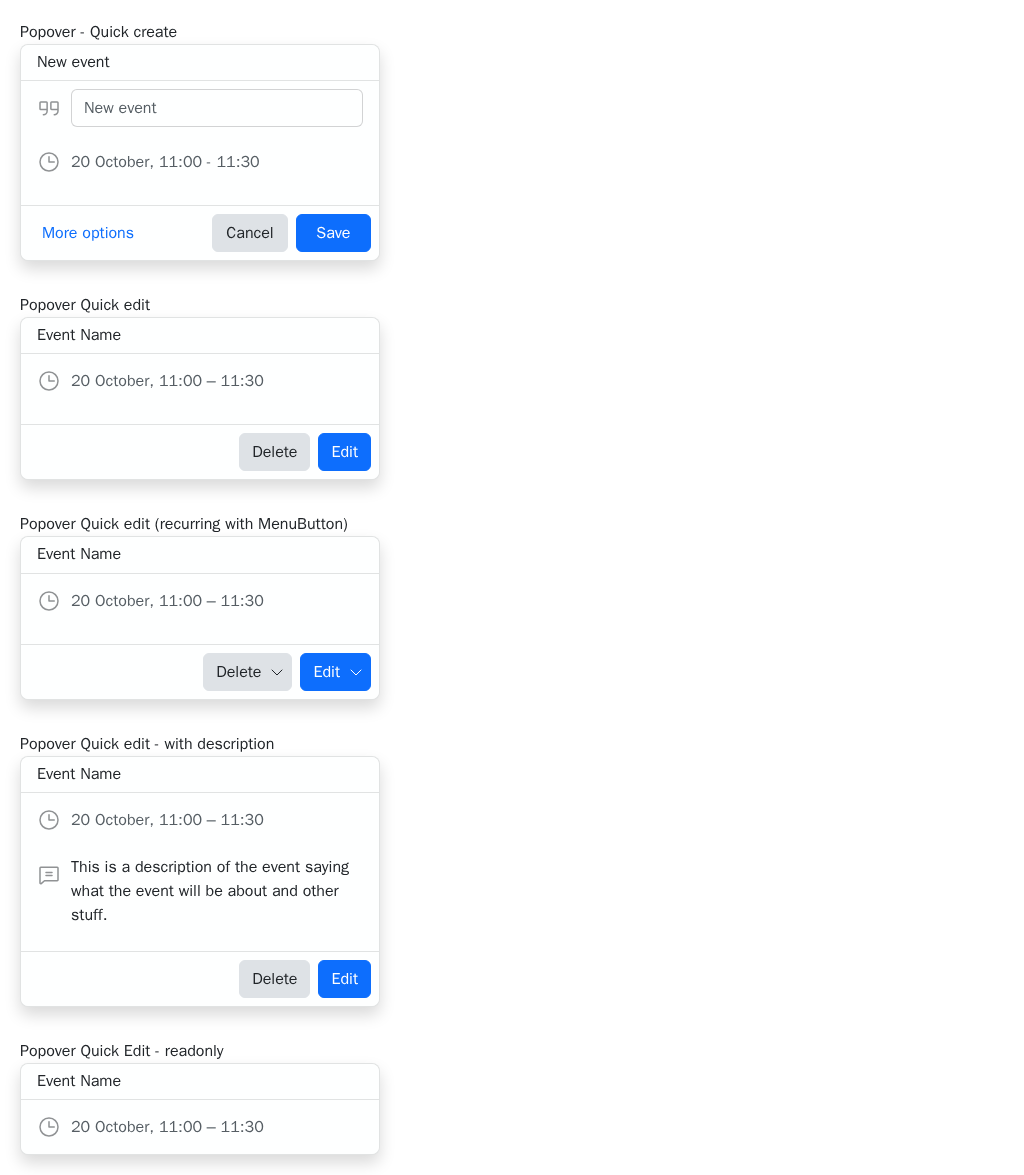 Popover - Quick create
New event
New event
20 October, 11:00 - 11:30
More options Cancel Save
Popover Quick edit
Event Name
20 October, 11:00 – 11:30
Delete Edit
Popover Quick edit (recurring with MenuButton)
Event Name
20 October, 11:00 – 11:30
Delete Edit
Popover Quick edit - with description
Event Name
20 October, 11:00 – 11:30
This is a description of the event saying
what the event will be about and other
stuff.
Delete Edit
Popover Quick Edit - readonly
Event Name
20 October, 11:00 – 11:30